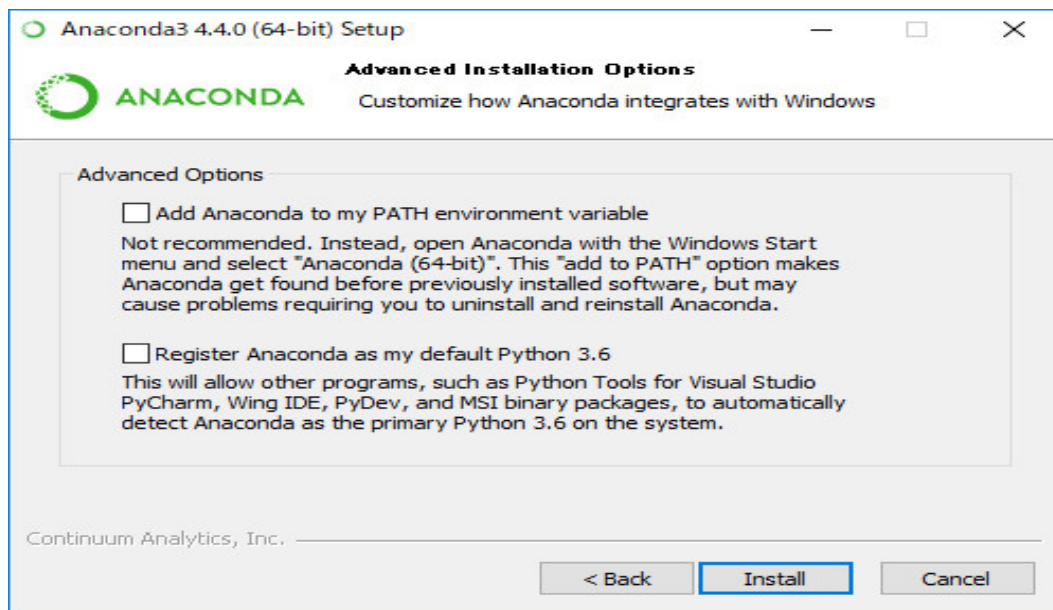 Anaconda3 4.4.0 (64-bit) Setup
Advanced Installation Options
ANACONDA
Customize how Anaconda integrates with Windows
Advanced Options
Add Anaconda to my PATH environment variable
Not recommended. Instead, open Anaconda with the Windows Start
menu and select "Anaconda (64-bit)". This "add to PATH" option makes
Anaconda get found before previously installed software, but may
cause problems requiring you to uninstall and reinstall Anaconda.
Register Anaconda as my default Python 3.6
This will allow other programs, such as Python Tools for Visual Studio
PyCharm, Wing IDE, PyDev, and MSI binary packages, to automatically
detect Anaconda as the primary Python 3.6 on the system.
Continuum Analytics, Inc.
< Back
Install
Cancel